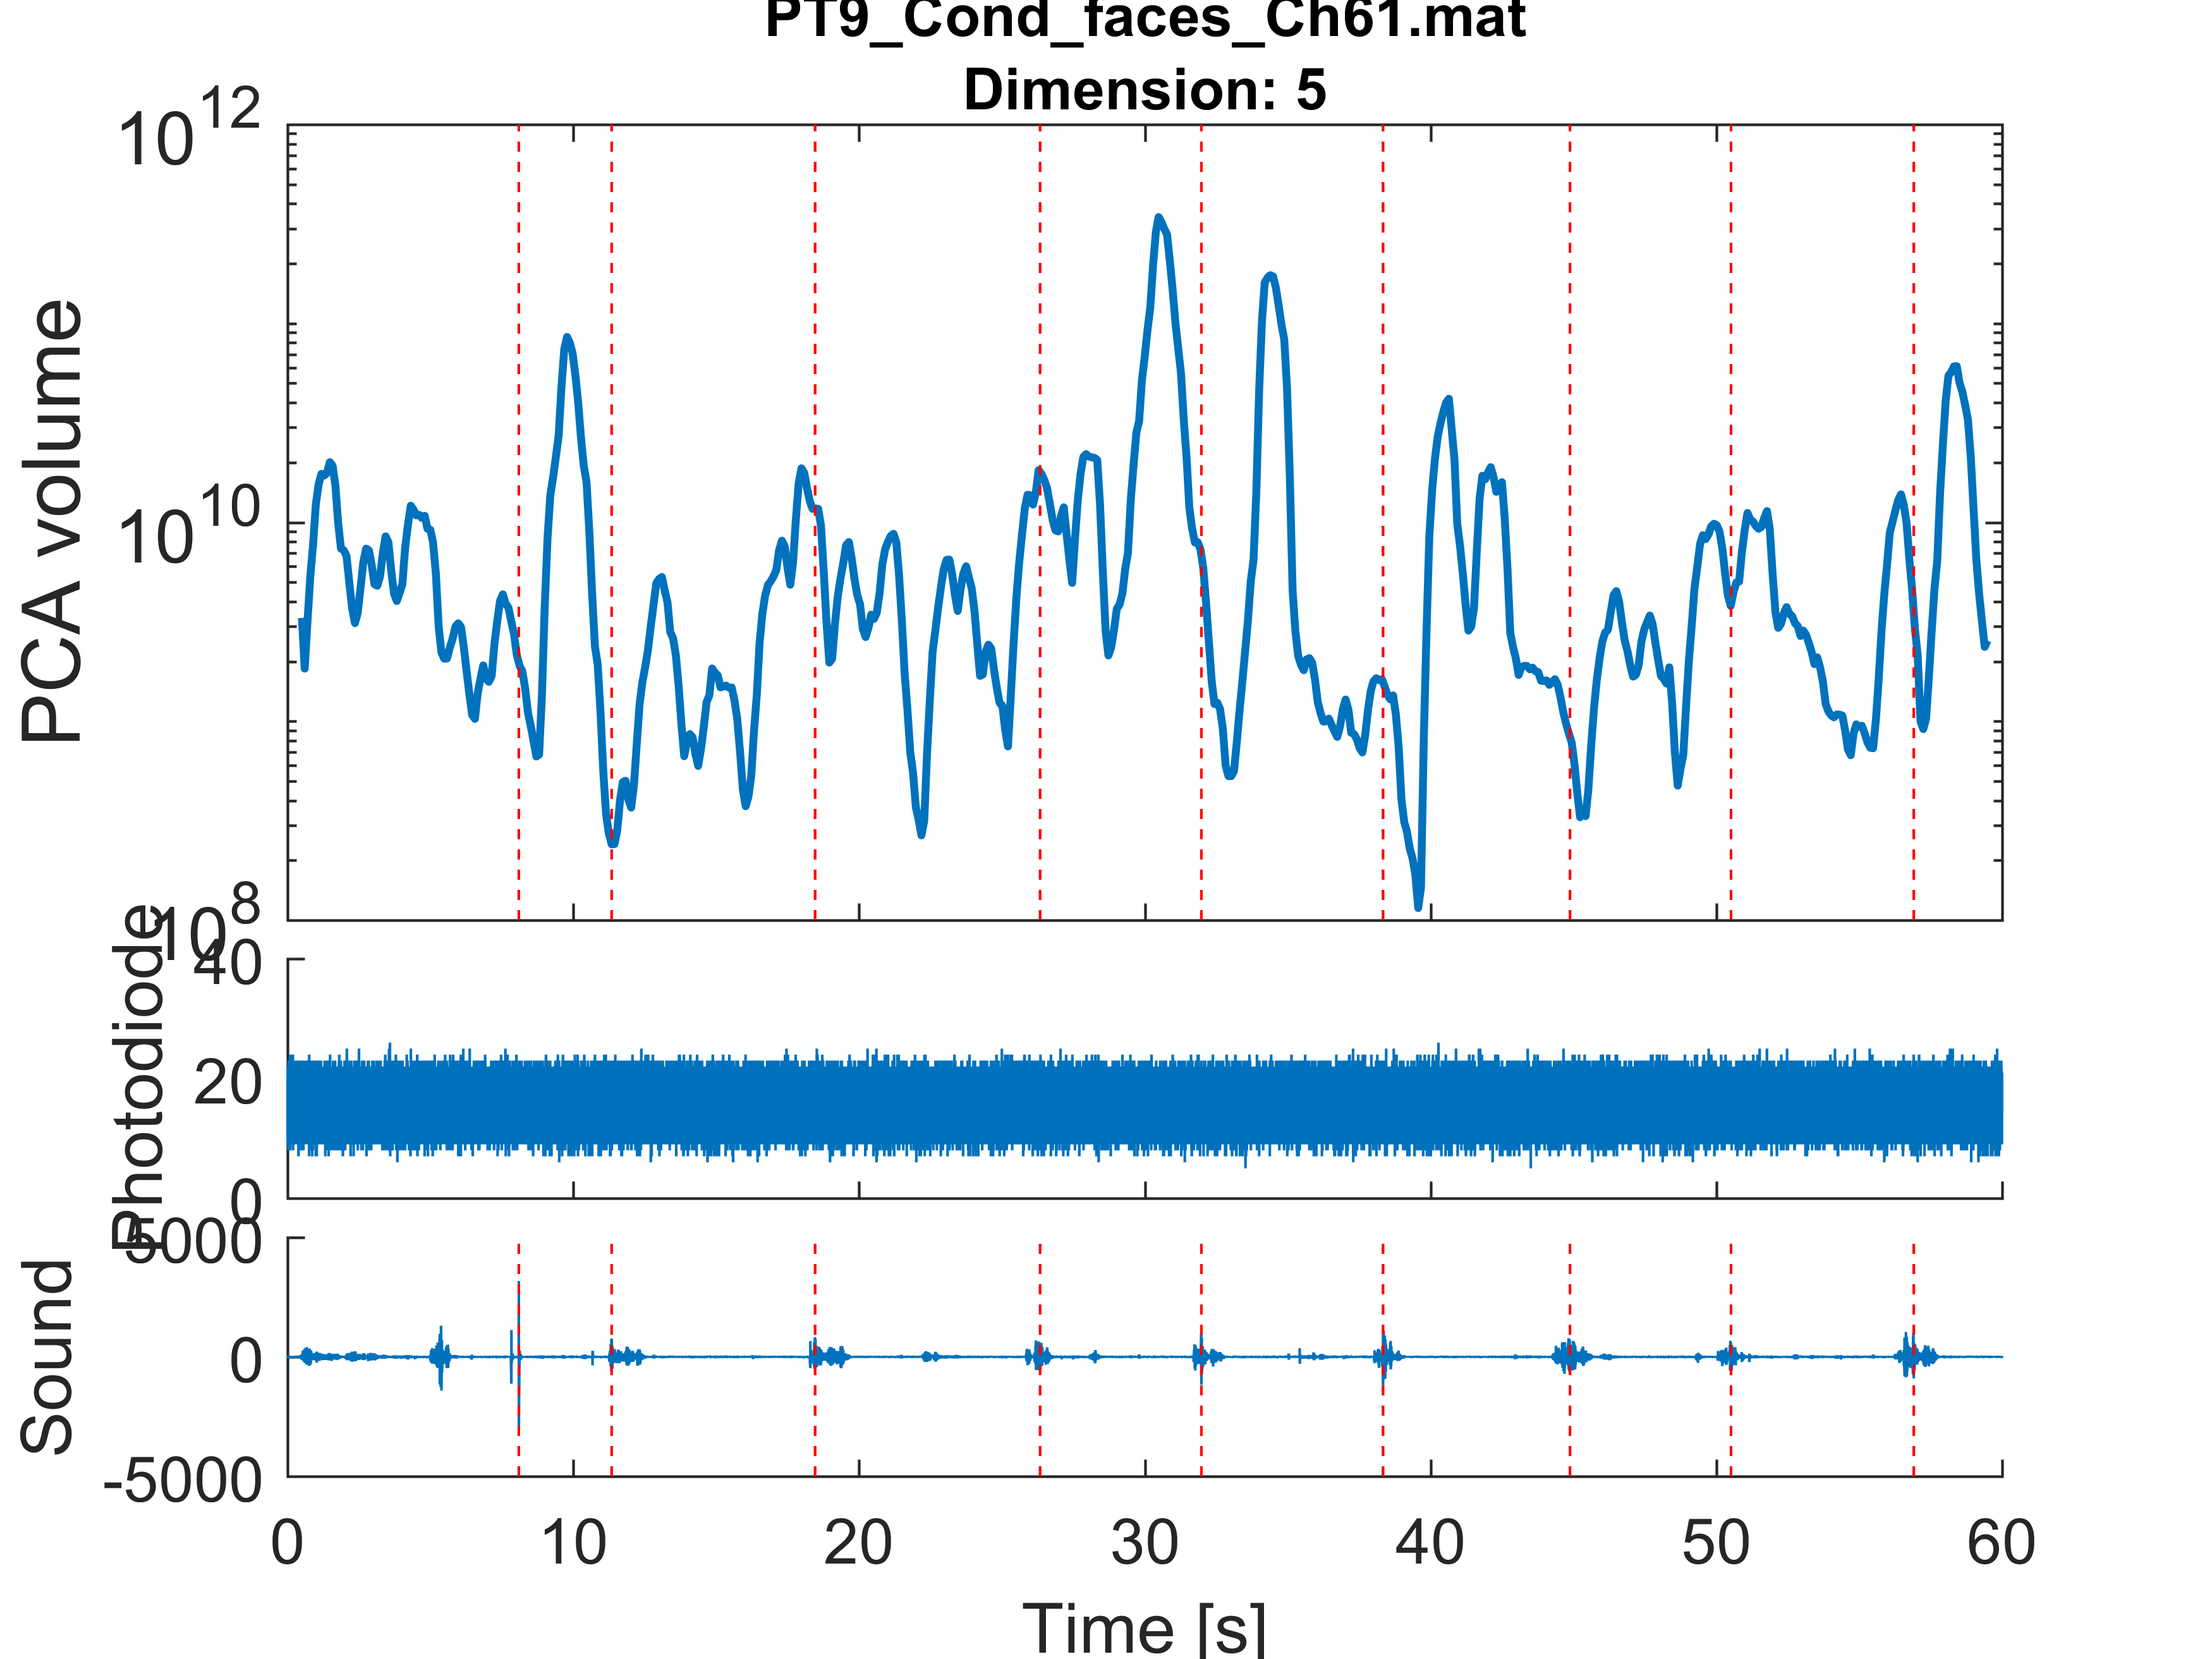 PT9_Cond_faces_Ch61.mat
Dimension: 5
10^12
10^10
10^8
PCA volume
40
20
0
Photodiode
5000
0
-5000
Sound
0 10 20 30 40 50 60
Time [s]